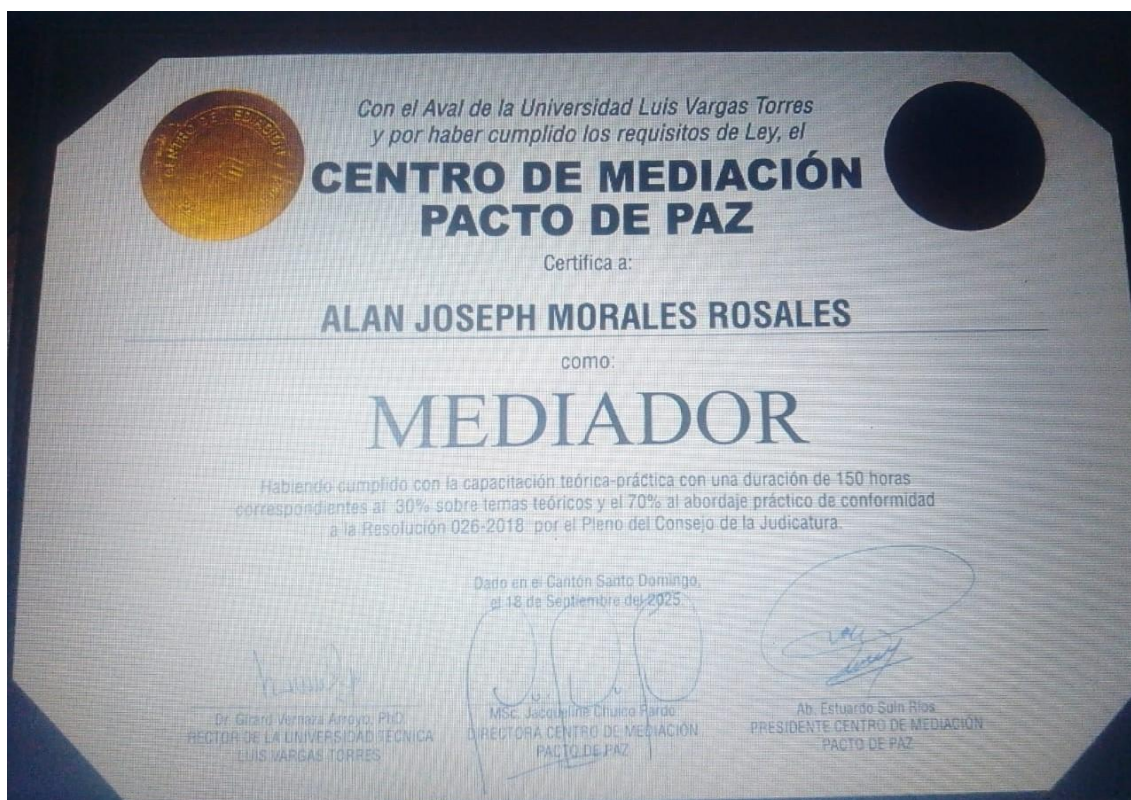 CENTRO DE MEDIACIÓN
Con el Aval de la Universidad Luis Vargas Torres
y por haber cumplido los requisitos de Ley, el
CENTRO DE MEDIACIÓN
PACTO DE PAZ
Certifica a:
ALAN JOSEPH MORALES ROSALES
como:
MEDIADOR
Habiendo cumplido con la capacitación teórica-práctica con una duración de 150 horas
correspondientes al 30% sobre temas teóricos y el 70% al abordaje práctico de conformidad
a la Resolución 026-2018 por el Pleno del Consejo de la Judicatura.
Dado en el Cantón Santo Domingo,
el 18 de Septiembre del 2025
Dr. Girard Vernaza Arroyo, PhD.
RECTOR DE LA UNIVERSIDAD TÉCNICA
LUIS VARGAS TORRES
MSc. Jacqueline Chuico Pardo
DIRECTORA CENTRO DE MEDIACIÓN
PACTO DE PAZ
Ab. Estuardo Suin Ríos
PRESIDENTE CENTRO DE MEDIACIÓN
PACTO DE PAZ